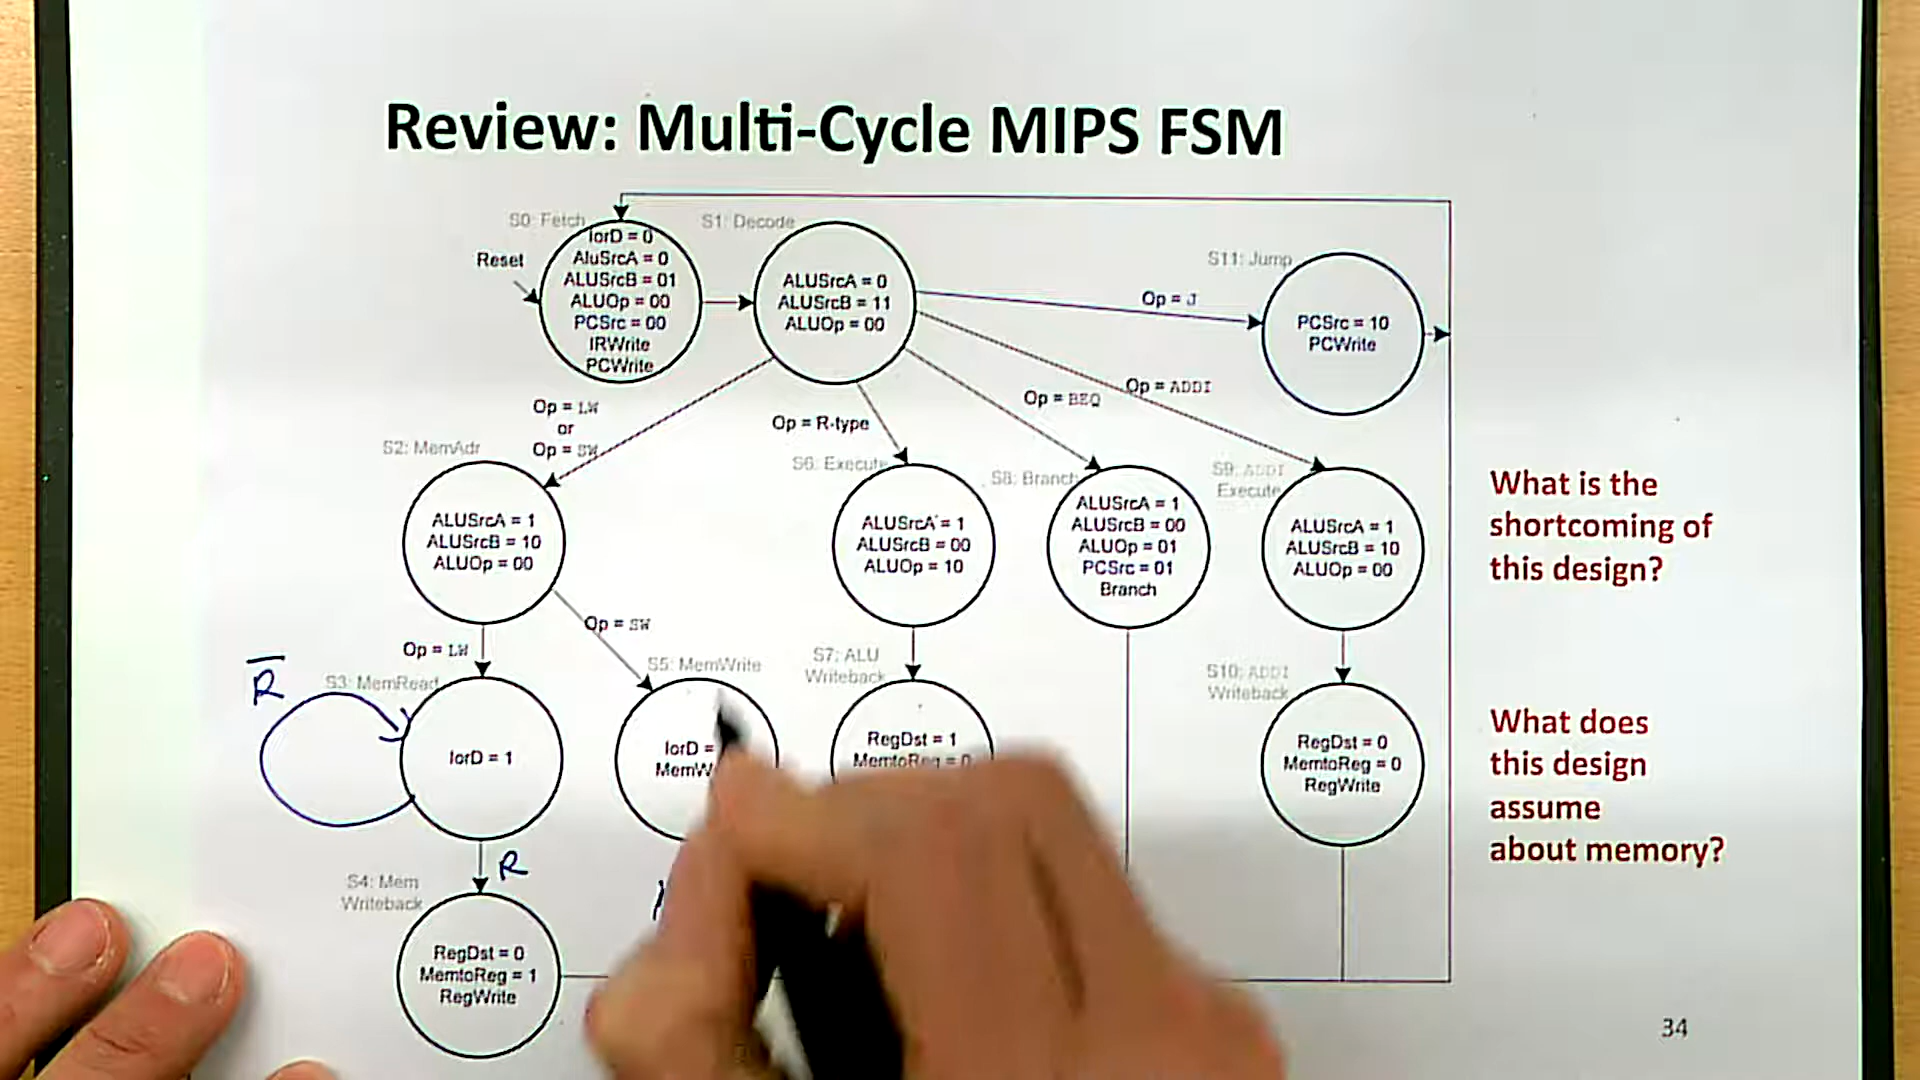 Review: Multi-Cycle MIPS FSM
S0: Fetch
Reset
IorD = 0
AluSrcA = 0
ALUSrcB = 01
ALUOp = 00
PCSrc = 00
IRWrite
PCWrite
S1: Decode
ALUSrcA = 0
ALUSrcB = 11
ALUOp = 00
S11: Jump
Op = J
PCSrc = 10
PCWrite
Op = LW
or
Op = SW
Op = R-type
Op = BEQ
Op = ADDI
S2: MemAdr
ALUSrcA = 1
ALUSrcB = 10
ALUOp = 00
S6: Execute
ALUSrcA = 1
ALUSrcB = 00
ALUOp = 10
S8: Branch
ALUSrcA = 1
ALUSrcB = 00
ALUOp = 01
PCSrc = 01
Branch
S9: ADDI
Execute
ALUSrcA = 1
ALUSrcB = 10
ALUOp = 00
What is the
shortcoming of
this design?
Op = LW
Op = SW
R̅
S3: MemRead
IorD = 1
S5: MemWrite
IorD =
S7: ALU
Writeback
RegDst = 1
MemtoReg = 0
S10: ADDI
Writeback
RegDst = 0
MemtoReg = 0
RegWrite
What does
this design
assume
about memory?
R
S4: Mem
Writeback
RegDst = 0
MemtoReg = 1
RegWrite
34